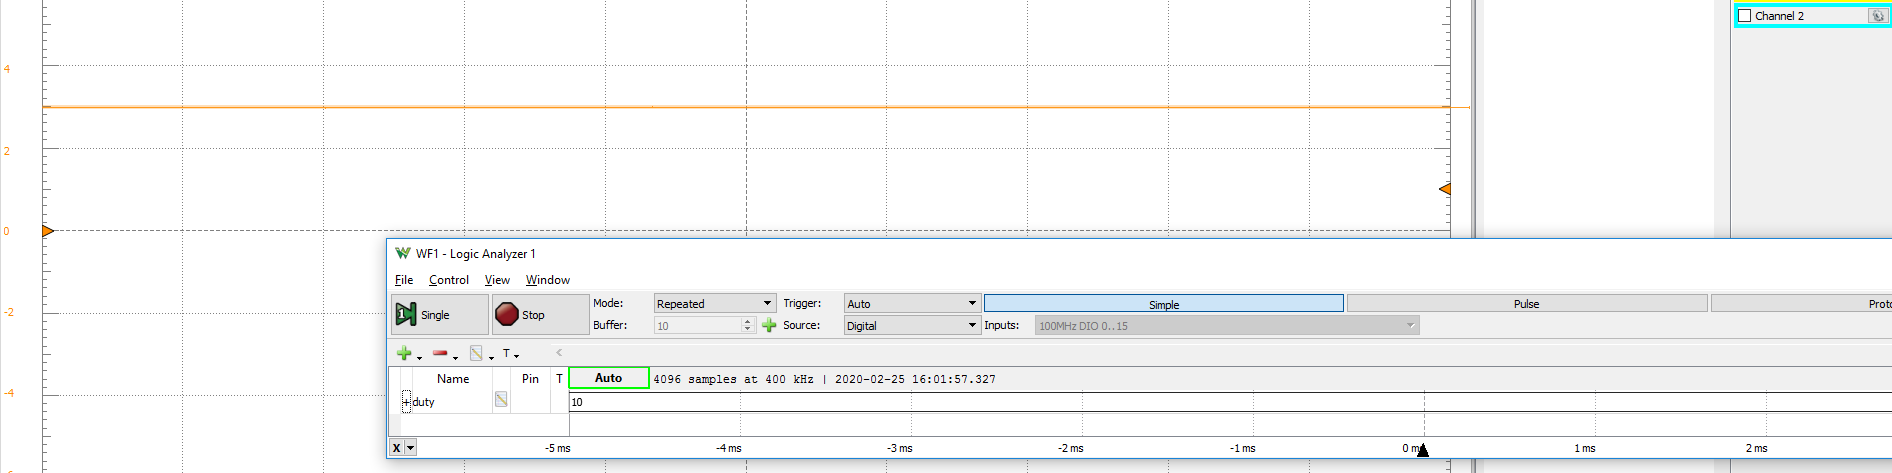 Channel 2
4
2
0
-2
-4
WF1 - Logic Analyzer 1
File Control View Window
Single Stop Mode: Repeated Trigger: Auto Simple Pulse Proto
Buffer: 10 Source: Digital Inputs: 100MHz DIO 0..15
T
Name Pin T Auto 4096 samples at 400 kHz | 2020-02-25 16:01:57.327
duty 10
X -5 ms -4 ms -3 ms -2 ms -1 ms 0 m 1 ms 2 ms